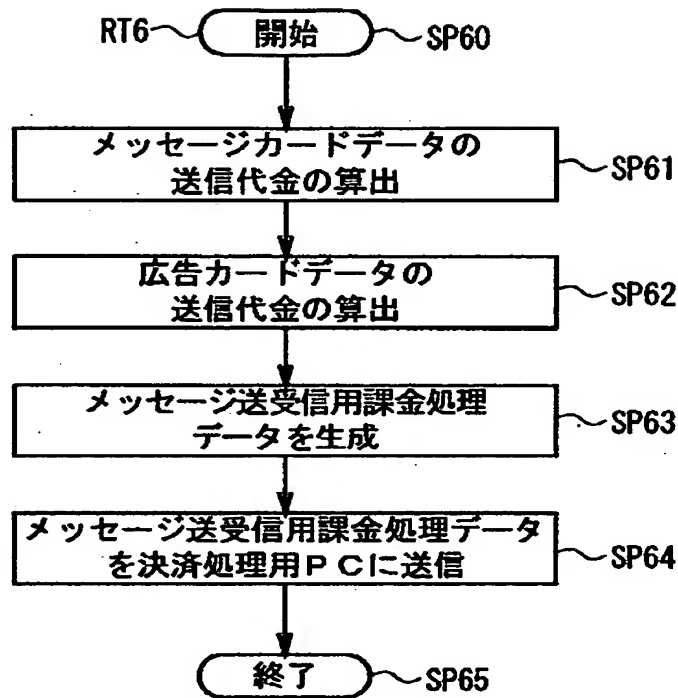 RT6 開始 SP60
メッセージカードデータの
送信代金の算出 SP61
広告カードデータの
送信代金の算出 SP62
メッセージ送受信用課金処理
データを生成 SP63
メッセージ送受信用課金処理データ
を決済処理用PCに送信 SP64
終了 SP65